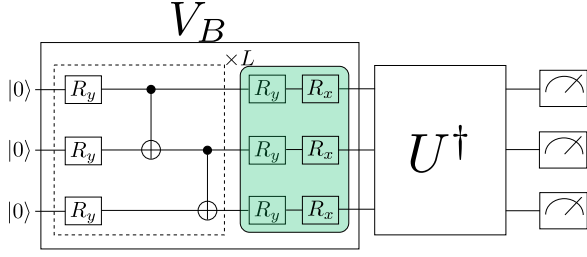 V_B
×L
|0⟩ R_y R_y R_x
|0⟩ R_y R_y R_x U†
|0⟩ R_y R_y R_x